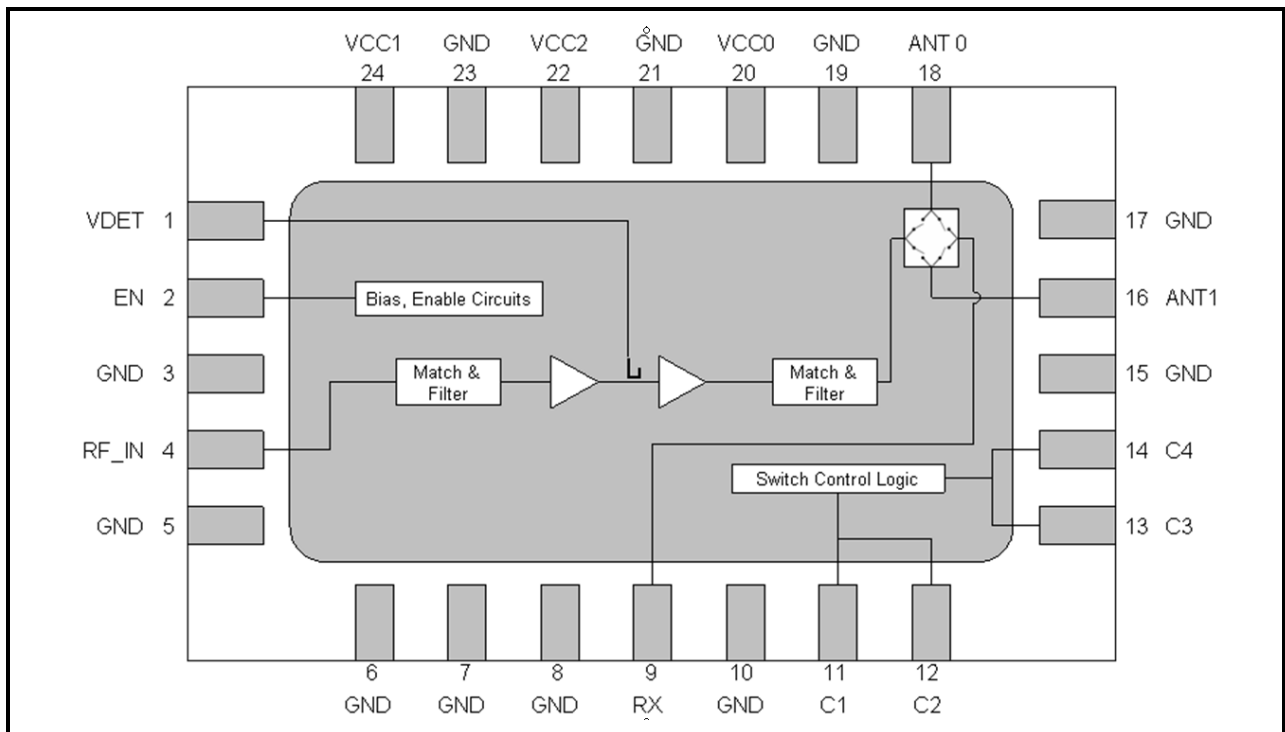 VCC1 GND VCC2 GND VCC0 GND ANT 0
24 23 22 21 20 19 18
VDET 1
17 GND
EN 2
Bias, Enable Circuits
16 ANT1
GND 3
Match &
Filter
Match &
Filter
15 GND
RF_IN 4
14 C4
Switch Control Logic
GND 5
13 C3
6 7 8 9 10 11 12
GND GND GND RX GND C1 C2